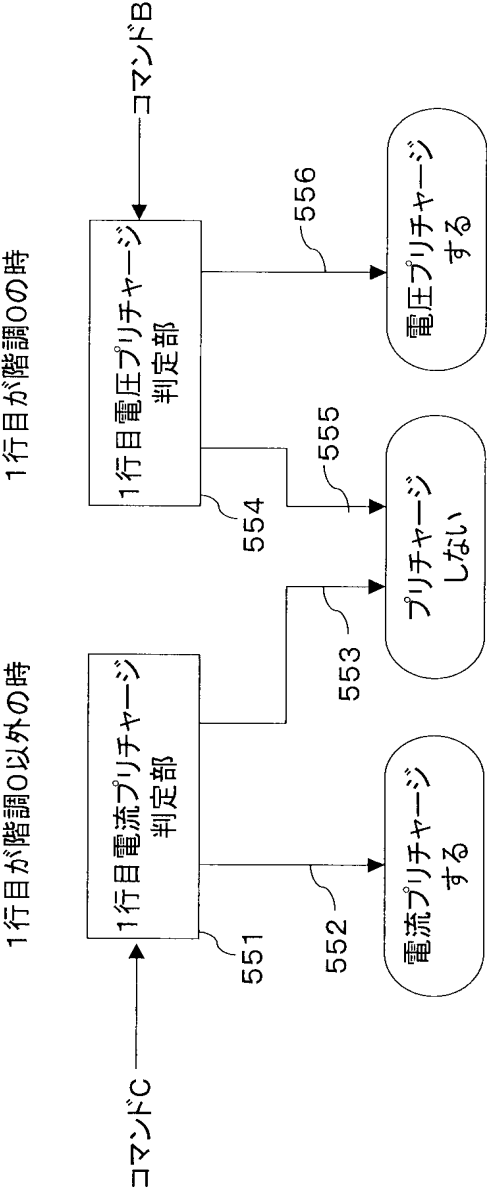 1行目が階調0以外の時
1行目が階調0の時
コマンドC
1行目電流プリチャージ
判定部
551
1行目電圧プリチャージ
判定部
554
コマンドB
552
553
555
556
電流プリチャージ
する
プリチャージ
しない
電圧プリチャージ
する